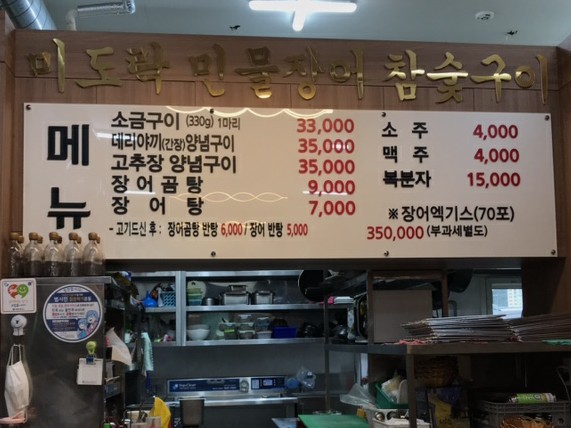 미도락 민물장어 참숯구이
메뉴
소금구이 (330g) 1마리 33,000
데리야끼(간장)양념구이 35,000
고추장 양념구이 35,000
장어곰탕 9,000
장어탕 7,000
- 고기드신 후 : 장어곰탕 반탕 6,000 / 장어 반탕 5,000
소주 4,000
맥주 4,000
복분자 15,000
※장어엑기스(70포)
350,000 (부과세별도)